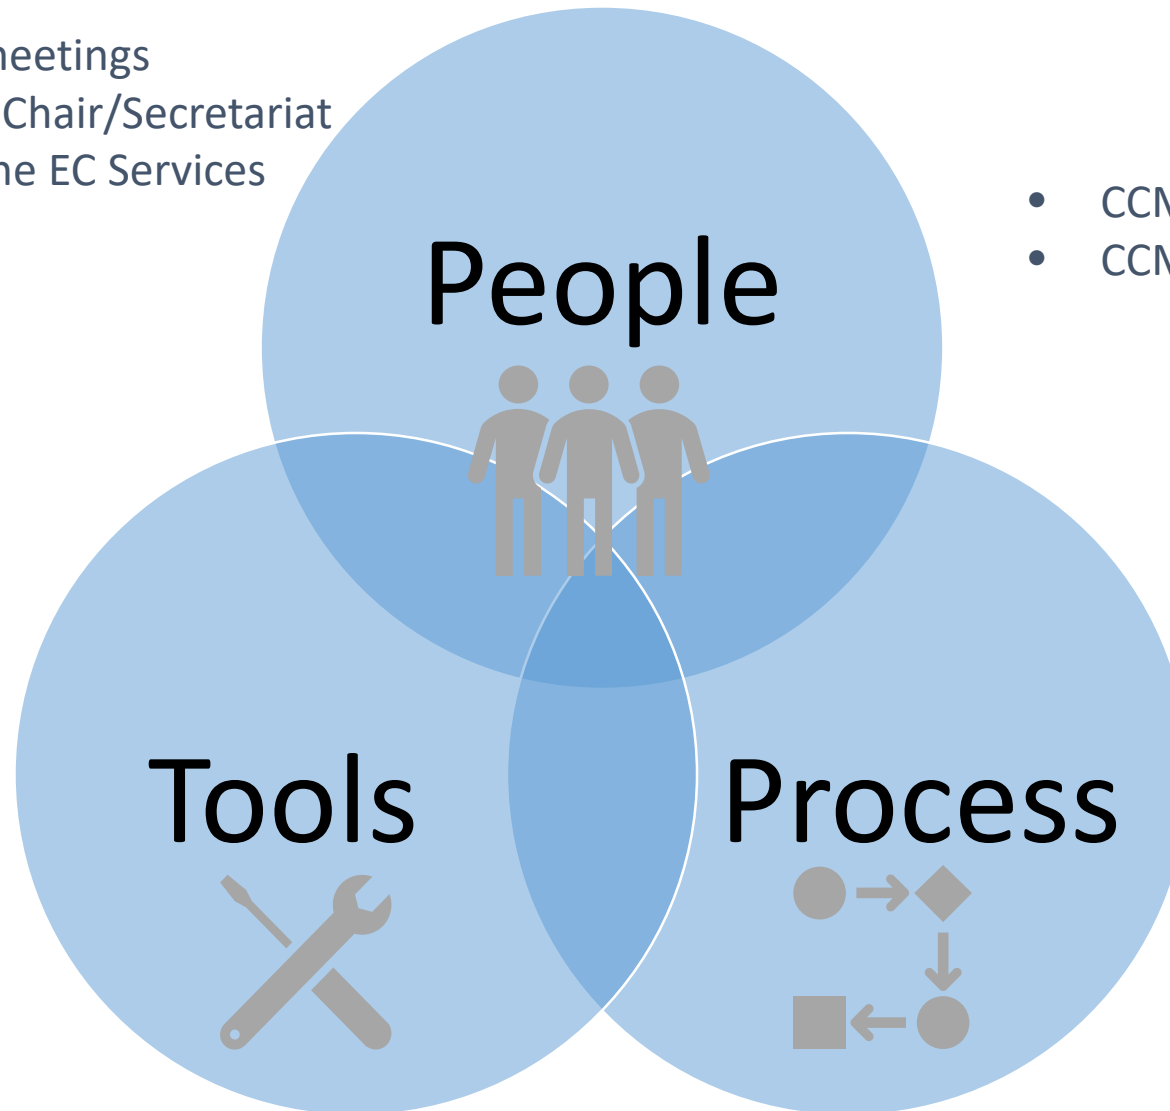 Chair/Secretariat
EC Services
•
•
People
Tools
Process